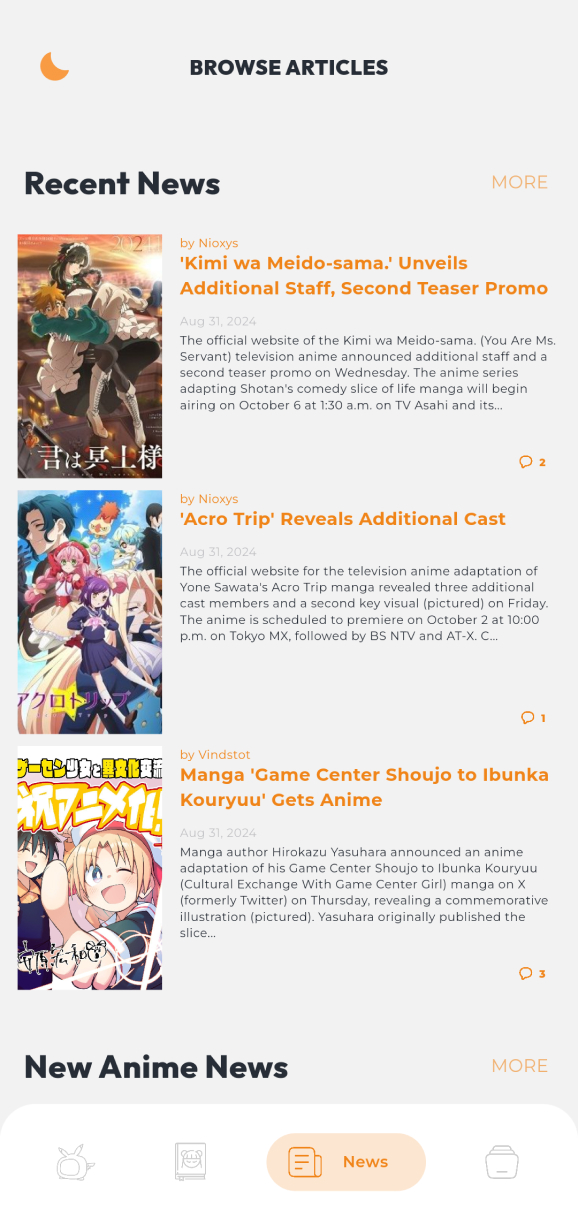 BROWSE ARTICLES
Recent News
MORE
by Nioxys
'Kimi wa Meido-sama.' Unveils
Additional Staff, Second Teaser Promo
Aug 31, 2024
The official website of the Kimi wa Meido-sama. (You Are Ms.
Servant) television anime announced additional staff and a
second teaser promo on Wednesday. The anime series
adapting Shotan's comedy slice of life manga will begin
airing on October 6 at 1:30 a.m. on TV Asahi and its...
2
君は冥土様
by Nioxys
'Acro Trip' Reveals Additional Cast
Aug 31, 2024
The official website for the television anime adaptation of
Yone Sawata's Acro Trip manga revealed three additional
cast members and a second key visual (pictured) on Friday.
The anime is scheduled to premiere on October 2 at 10:00
p.m. on Tokyo MX, followed by BS NTV and AT-X. C...
1
アクロトリップ
by Vindstot
Manga 'Game Center Shoujo to Ibunka
Kouryuu' Gets Anime
Aug 31, 2024
Manga author Hirokazu Yasuhara announced an anime
adaptation of his Game Center Shoujo to Ibunka Kouryuu
(Cultural Exchange With Game Center Girl) manga on X
(formerly Twitter) on Thursday, revealing a commemorative
illustration (pictured). Yasuhara originally published the
slice...
3
ゲーセン少女と異文化交流
祝アニメ化!
New Anime News
MORE
News